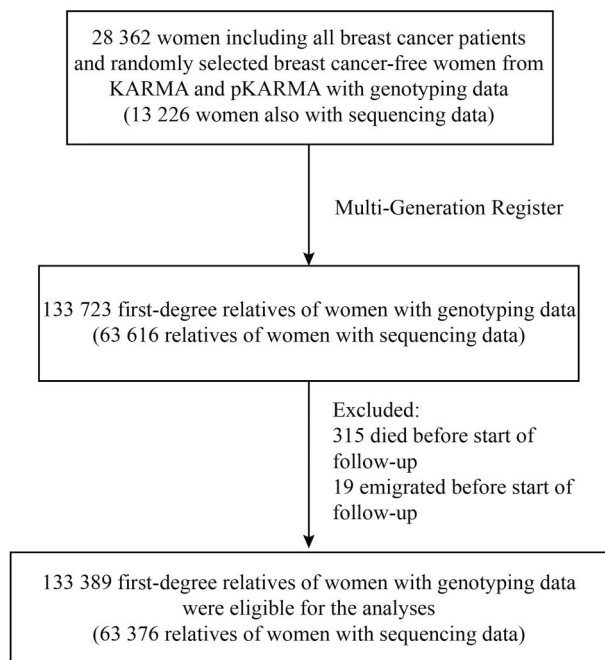 28 362 women including all breast cancer patients
and randomly selected breast cancer-free women from
KARMA and pKARMA with genotyping data
(13 226 women also with sequencing data)
Multi-Generation Register
133 723 first-degree relatives of women with genotyping data
(63 616 relatives of women with sequencing data)
Excluded:
315 died before start of
follow-up
19 emigrated before start of
follow-up
133 389 first-degree relatives of women with genotyping data
were eligible for the analyses
(63 376 relatives of women with sequencing data)